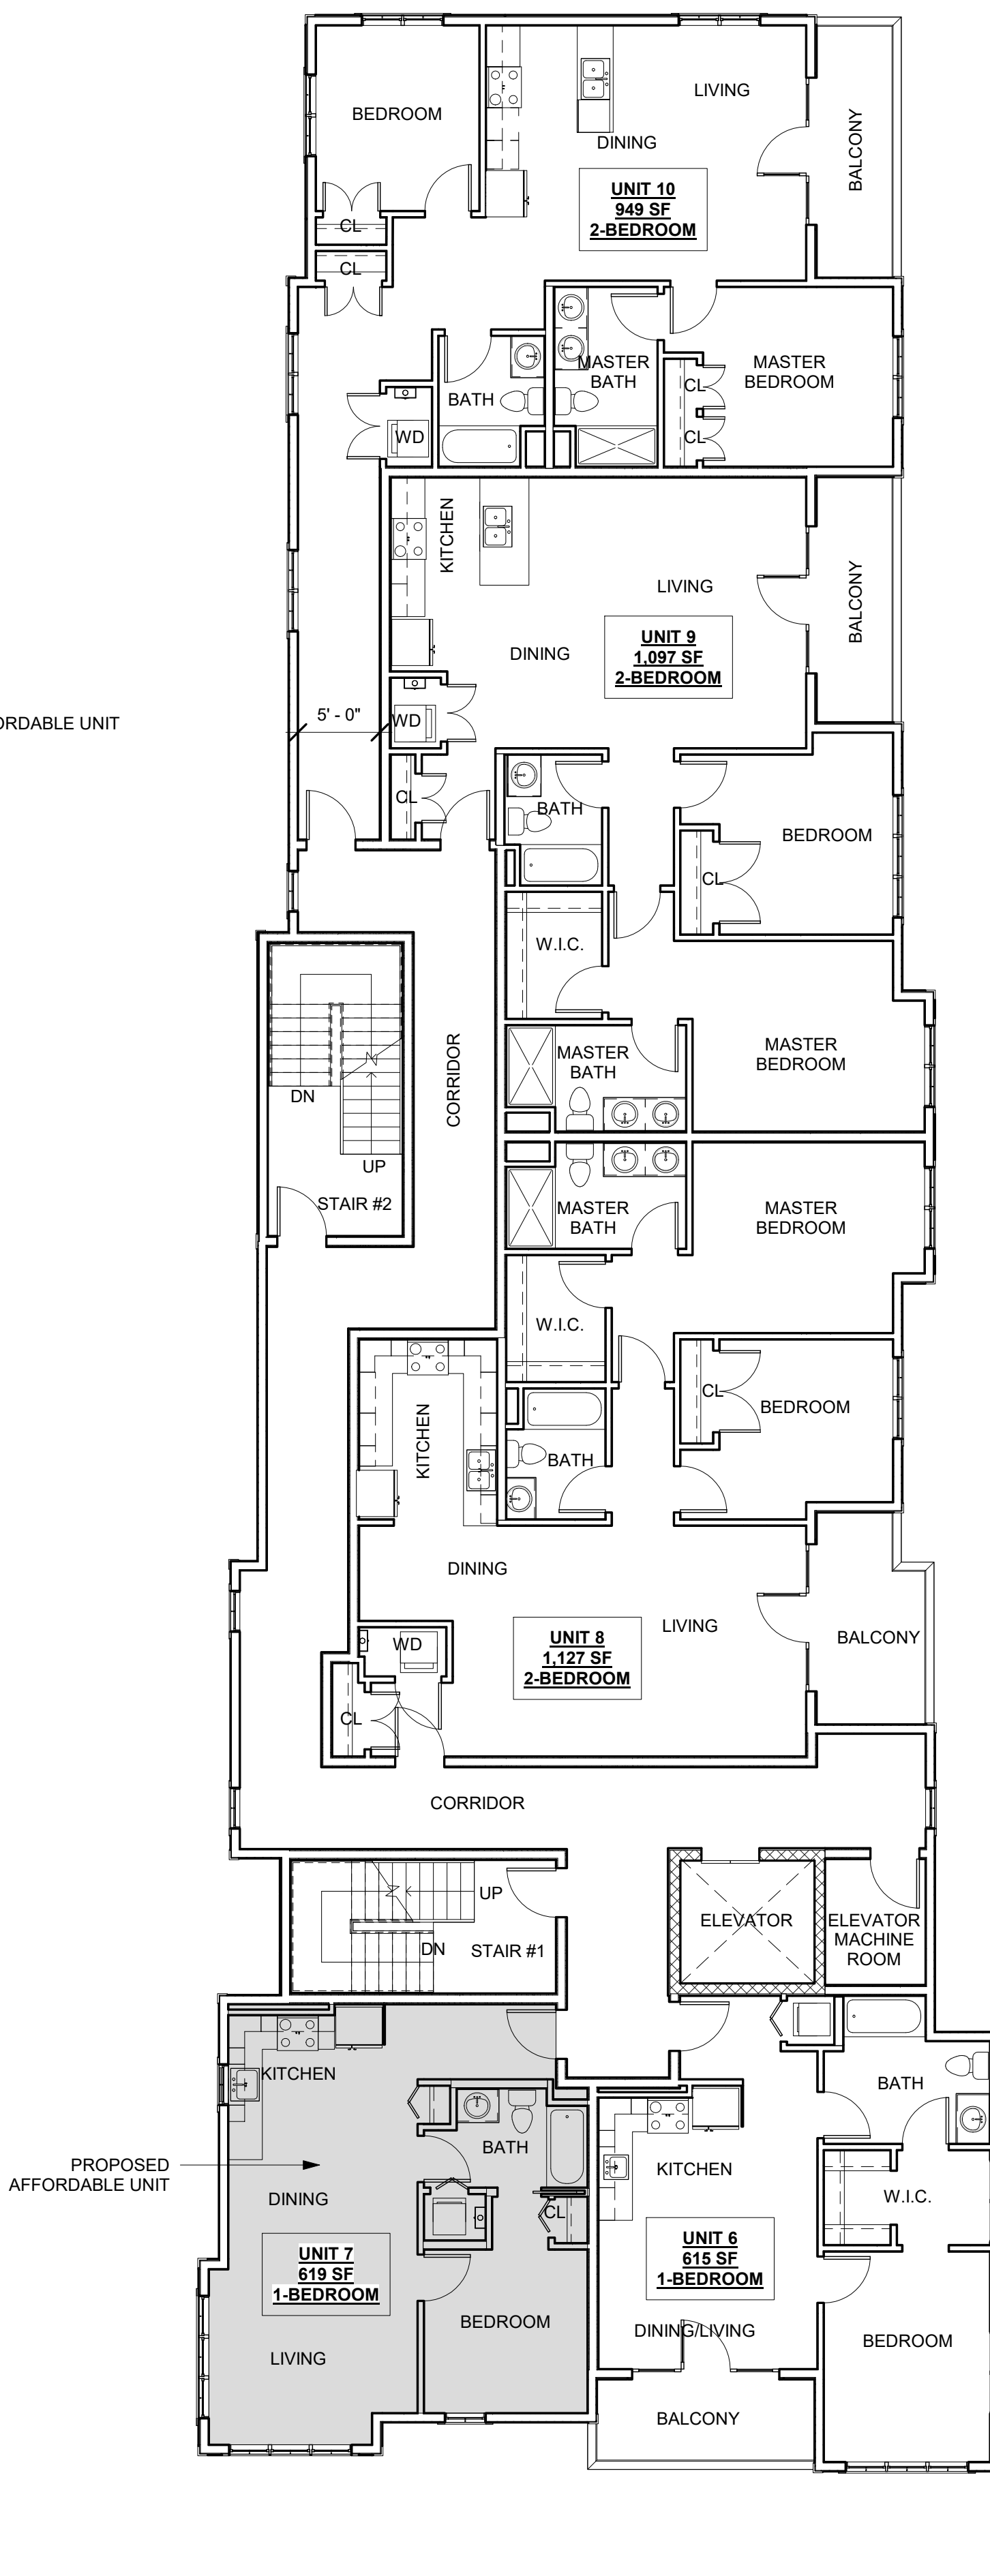 BEDROOM
LIVING
DINING
BALCONY
UNIT 10
949 SF
2-BEDROOM
CL
CL
MASTER
BATH
MASTER
BEDROOM
BATH
CL
CL
WD
KITCHEN
LIVING
BALCONY
DINING
UNIT 9
1,097 SF
2-BEDROOM
5' - 0"
WD
ORDABLE UNIT
CL
BATH
BEDROOM
CL
W.I.C.
CORRIDOR
MASTER
BATH
MASTER
BEDROOM
DN
UP
STAIR #2
MASTER
BATH
MASTER
BEDROOM
W.I.C.
CL
BEDROOM
KITCHEN
BATH
DINING
LIVING
BALCONY
WD
UNIT 8
1,127 SF
2-BEDROOM
CL
CORRIDOR
UP
DN
STAIR #1
ELEVATOR
ELEVATOR
MACHINE
ROOM
KITCHEN
BATH
BATH
PROPOSED
AFFORDABLE UNIT
DINING
KITCHEN
W.I.C.
CL
UNIT 7
619 SF
1-BEDROOM
UNIT 6
615 SF
1-BEDROOM
BEDROOM
DINING/LIVING
LIVING
BEDROOM
BALCONY